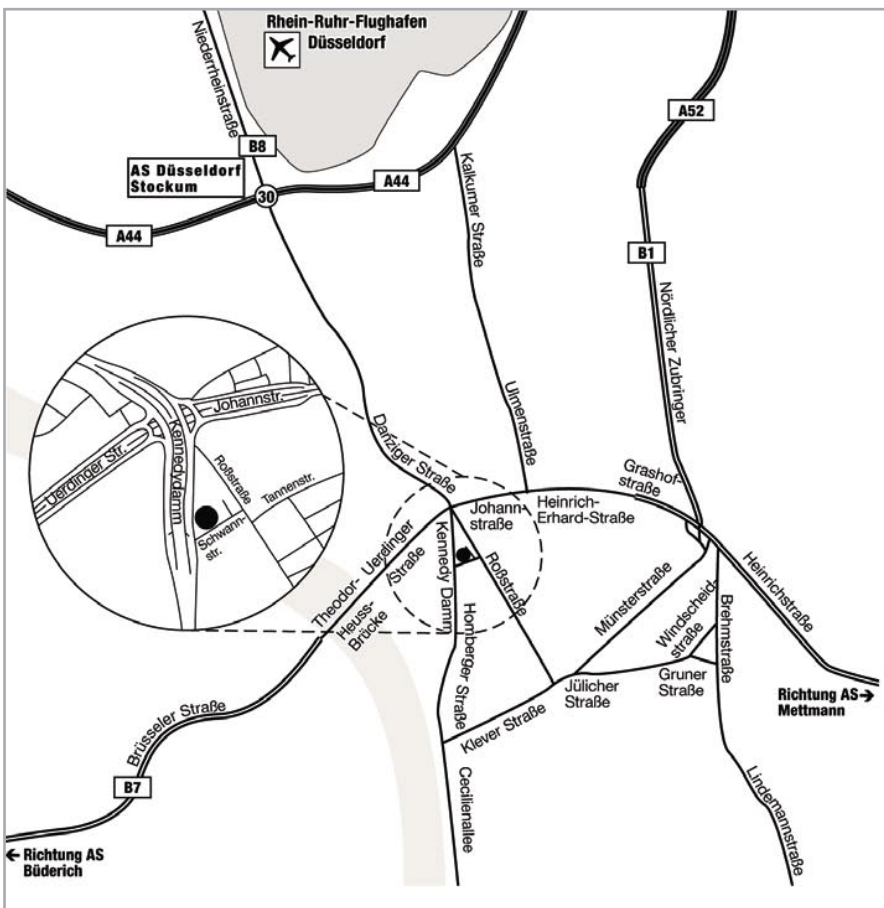 Rhein-Ruhr-Flughafen
Düsseldorf
Niederrheinstraße
B8
AS Düsseldorf
Stockum
30
A44
A44
A52
B1
Kalkumer Straße
Nördlicher Zubringer
Ulmenstraße
Danziger Straße
Johannstr.
Kennedydamm
Uerdinger Str.
Roßstraße
Tannenstr.
Schwann-
str.
Grashof-
straße
Johann-
straße
Heinrich-
Erhard-Straße
Theodor-
Heuss-
Brücke
Uerdinger
Straße
Kennedy Damm
Roßstraße
Münsterstraße
Windscheid-
straße
Brehmstraße
Heinrichstraße
Homberger Straße
Jülicher
Straße
Gruner
Straße
Klever Straße
Richtung AS
Mettmann
Brüsseler Straße
B7
Cecilienallee
Lindemannstraße
Richtung AS
Büderich